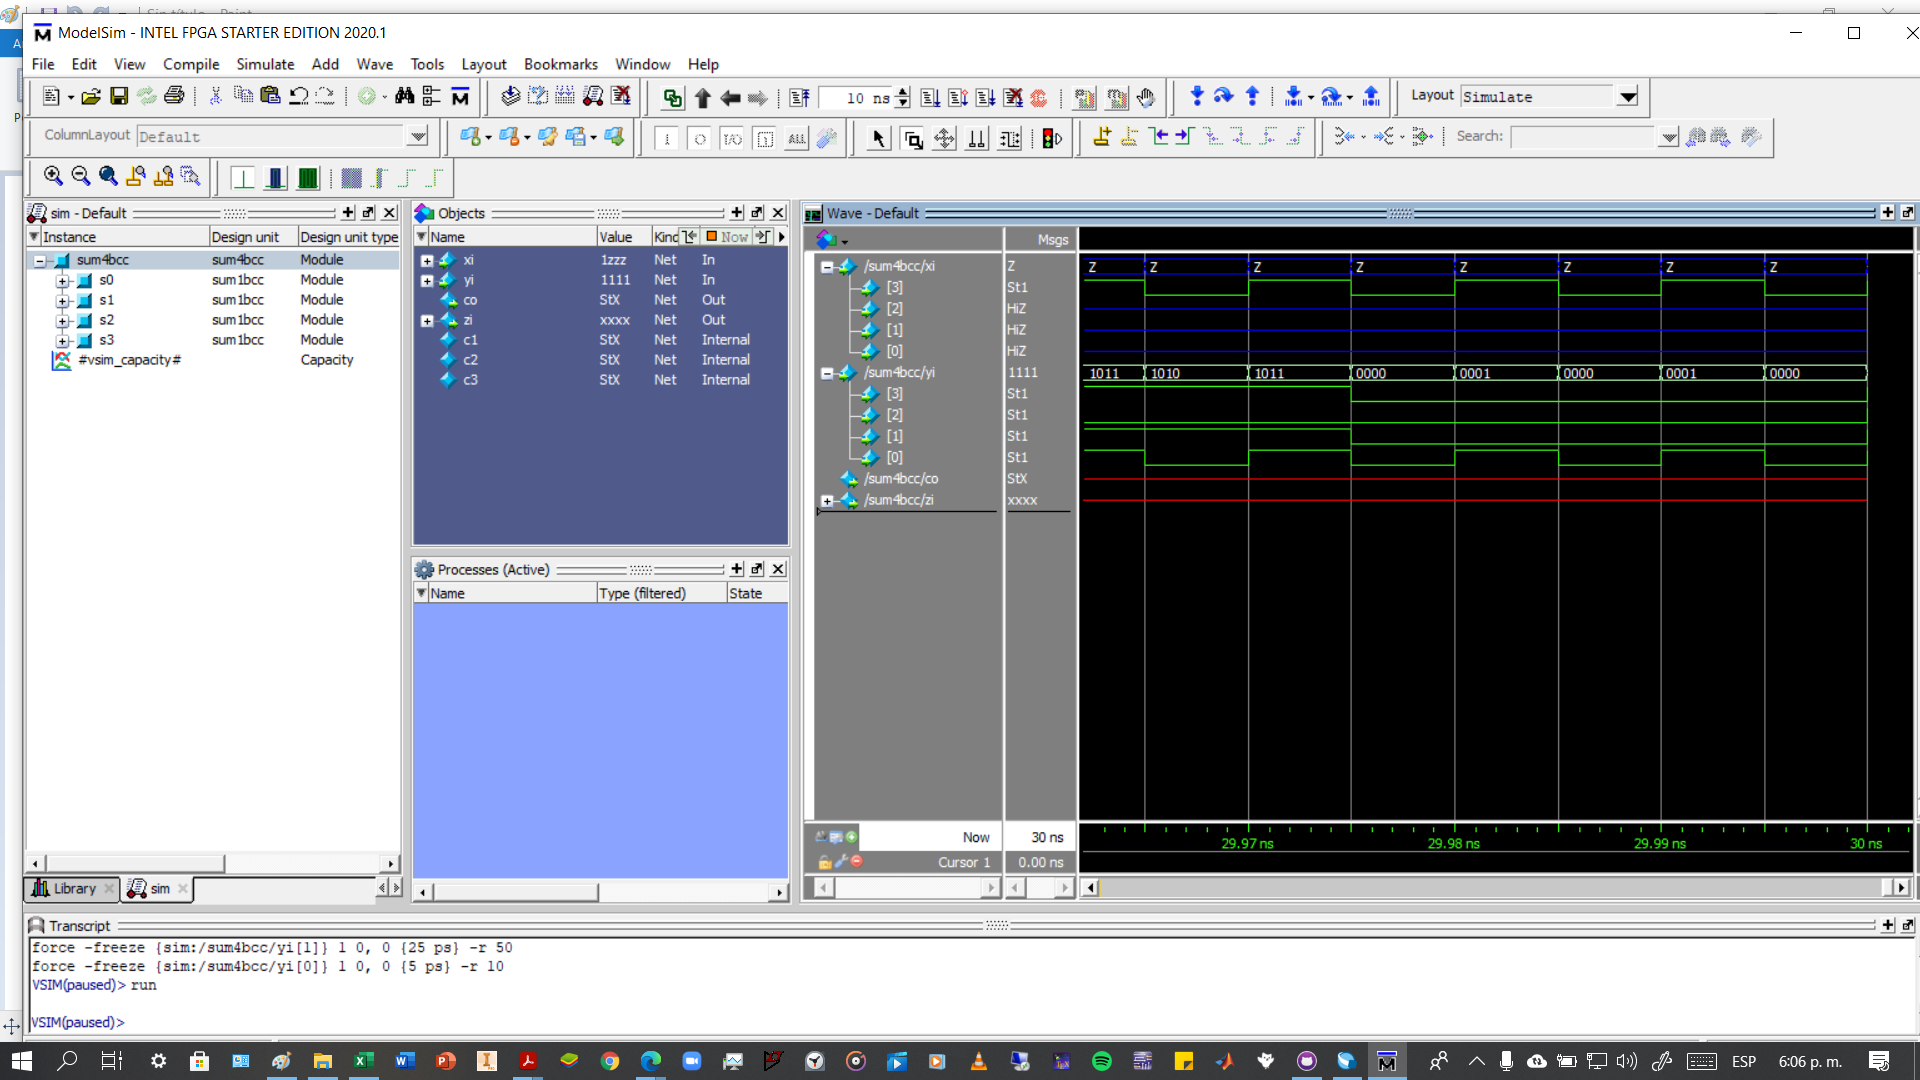 ModelSim - INTEL FPGA STARTER EDITION 2020.1
File Edit View Compile Simulate Add Wave Tools Layout Bookmarks Window Help
10 ns
Layout Simulate
ColumnLayout Default
ALL
Search:
sim - Default
Instance Design unit Design unit type
sum4bcc sum4bcc Module
s0 sum1bcc Module
s1 sum1bcc Module
s2 sum1bcc Module
s3 sum1bcc Module
#vsim_capacity# Capacity
Library sim
Objects
Name Value Kind Now
xi 1zzz Net In
yi 1111 Net In
co StX Net Out
zi xxxx Net Out
c1 StX Net Internal
c2 StX Net Internal
c3 StX Net Internal
Processes (Active)
Name Type (filtered) State
Wave - Default
Msgs
/sum4bcc/xi Z Z Z Z Z Z Z Z Z
[3] St1
[2] HiZ
[1] HiZ
[0] HiZ
/sum4bcc/yi 1111 1011 1010 1011 0000 0001 0000 0001 0000
[3] St1
[2] St1
[1] St1
[0] St1
/sum4bcc/co StX
/sum4bcc/zi xxxx
Now 30 ns
29.97 ns 29.98 ns 29.99 ns 30 ns
Cursor 1 0.00 ns
Transcript
force -freeze {sim:/sum4bcc/yi[1]} 1 0, 0 {25 ps} -r 50
force -freeze {sim:/sum4bcc/yi[0]} 1 0, 0 {5 ps} -r 10
VSIM(paused)> run
VSIM(paused)>
ESP 6:06 p. m.